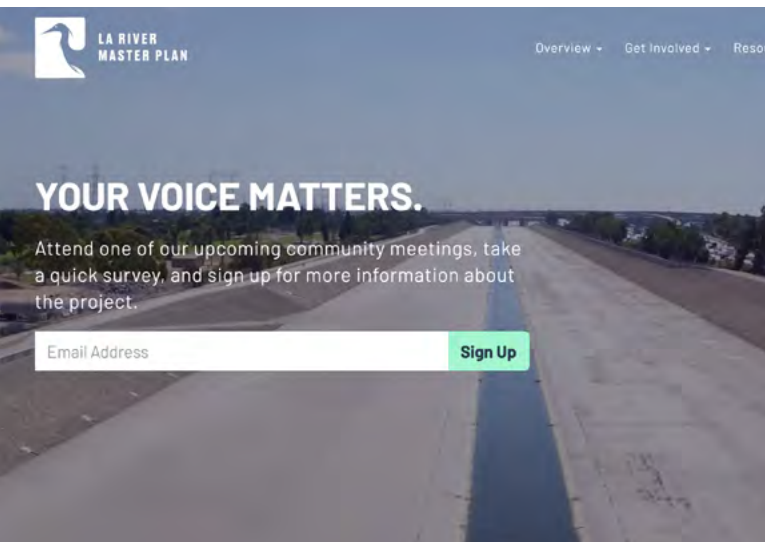 LA RIVER
MASTER PLAN
Overview
Get Involved
YOUR VOICE MATTERS.
Attend one of our upcoming community meetings, take
a quick survey, and sign up for more information about
the project.
Email Address
Sign Up